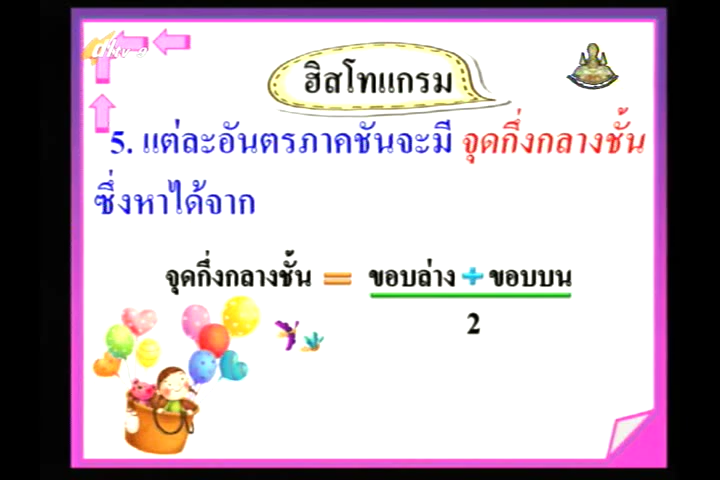 ฮิสโทแกรม
5. แต่ละอันตรภาคชั้นจะมี จุดกึ่งกลางชั้น
ซึ่งหาได้จาก
จุดกึ่งกลางชั้น = ขอบล่าง + ขอบบน
2